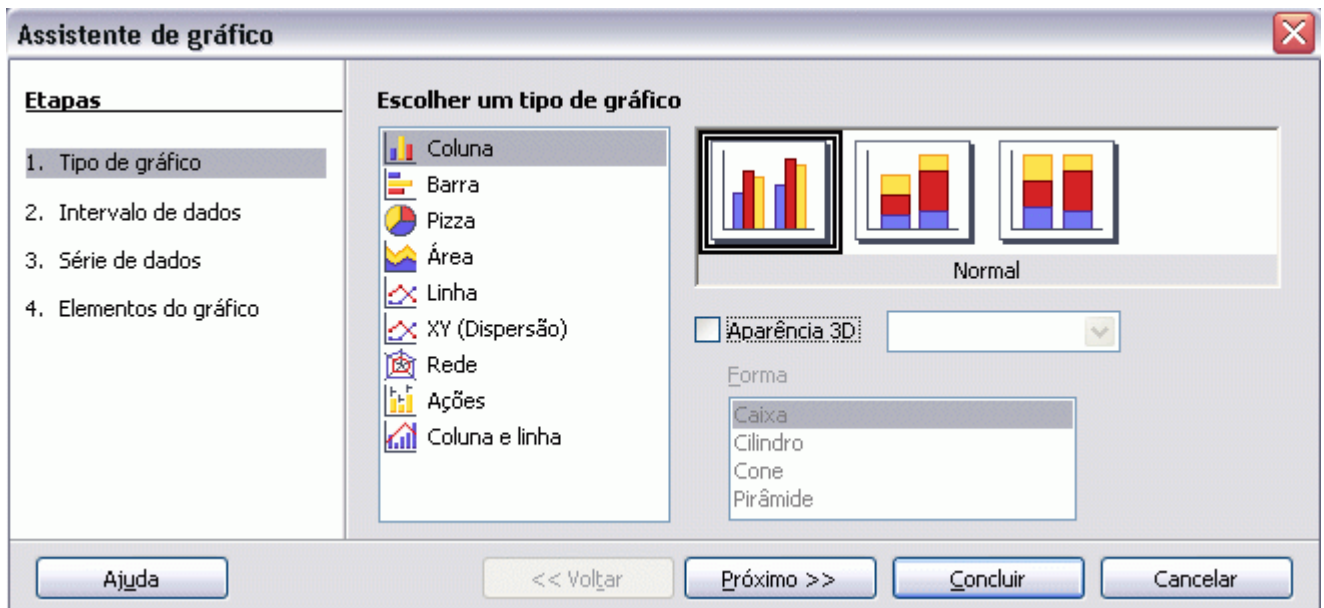 Assistente de gráfico
Etapas
1. Tipo de gráfico
2. Intervalo de dados
3. Série de dados
4. Elementos do gráfico
Escolher um tipo de gráfico
Coluna
Barra
Pizza
Área
Linha
XY (Dispersão)
Rede
Ações
Coluna e linha
Normal
Aparência 3D
Forma
Caixa
Cilindro
Cone
Pirâmide
Ajuda
<< Voltar
Próximo >>
Concluir
Cancelar